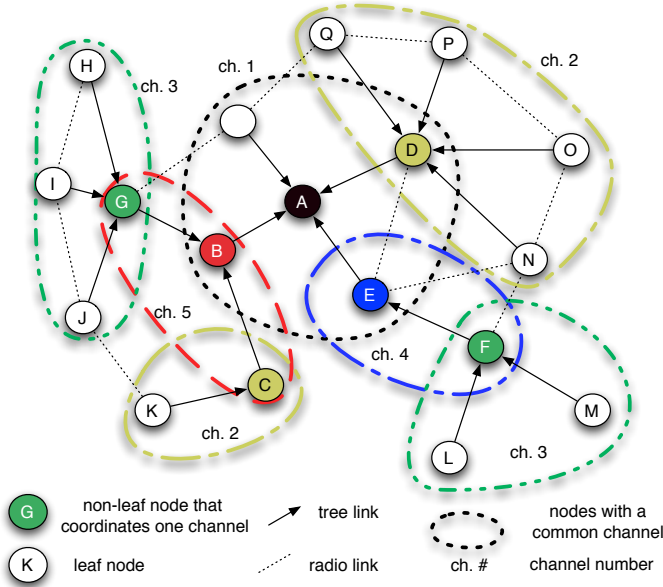 Q
P
H
ch. 3
ch. 1
ch. 2
D
O
I
G
A
B
N
J
E
ch. 5
ch. 4
F
C
K
ch. 2
M
L
ch. 3
G
non-leaf node that
coordinates one channel
tree link
nodes with a
common channel
K
leaf node
radio link
ch. #
channel number